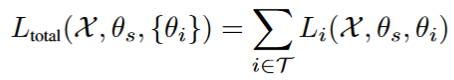 L_total(𝒳, θ_s, {θ_i}) = ∑_{i∈𝒯} L_i(𝒳, θ_s, θ_i)